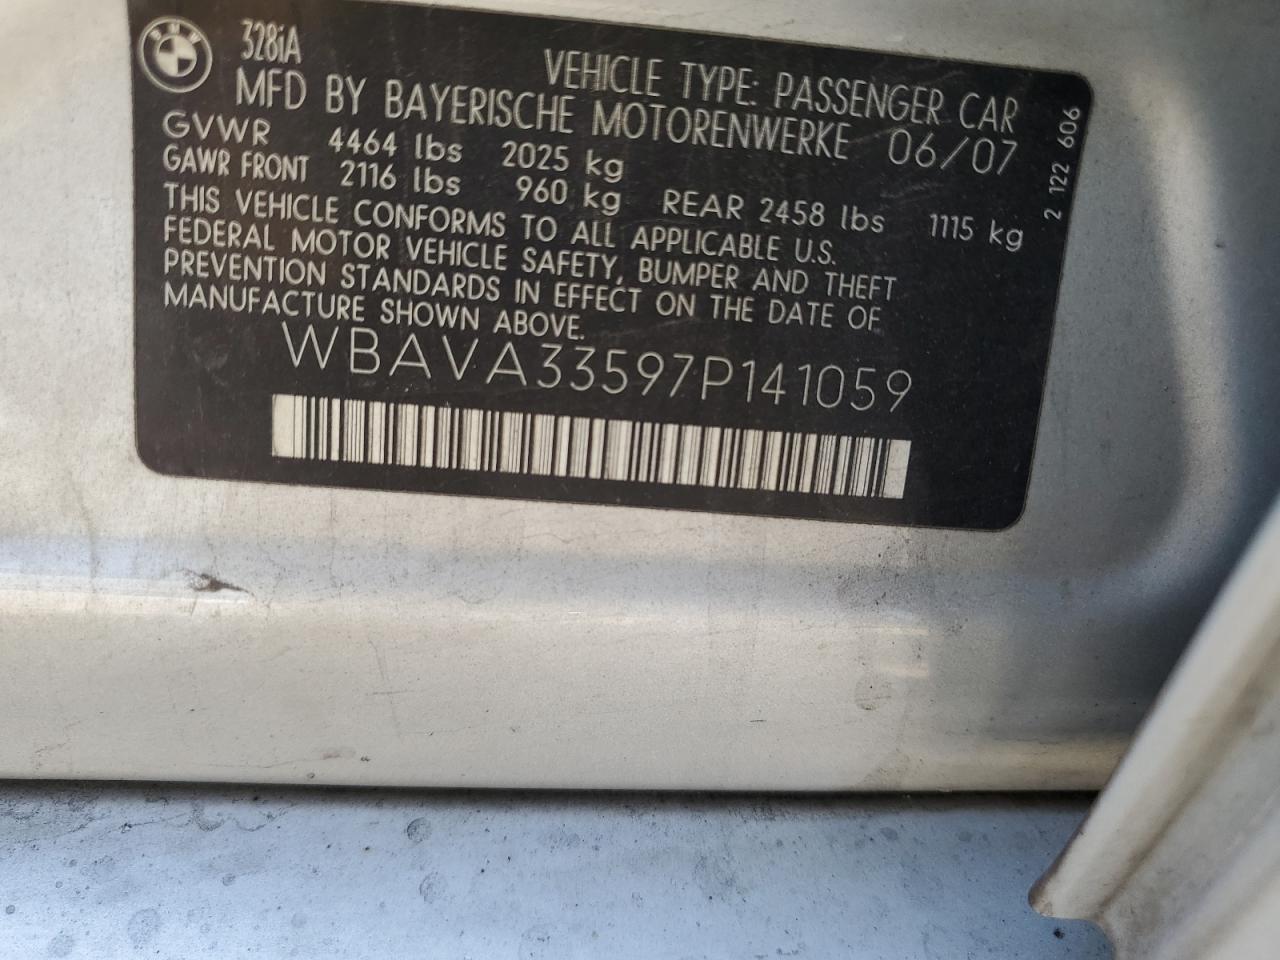 BMW
328iA
VEHICLE TYPE: PASSENGER CAR
MFD BY BAYERISCHE MOTORENWERKE 06/07
GVWR 4464 lbs 2025 kg
GAWR FRONT 2116 lbs 960 kg REAR 2458 lbs 1115 kg
THIS VEHICLE CONFORMS TO ALL APPLICABLE U.S.
FEDERAL MOTOR VEHICLE SAFETY, BUMPER AND THEFT
PREVENTION STANDARDS IN EFFECT ON THE DATE OF
MANUFACTURE SHOWN ABOVE.
WBAVA33597P141059
2 122 606